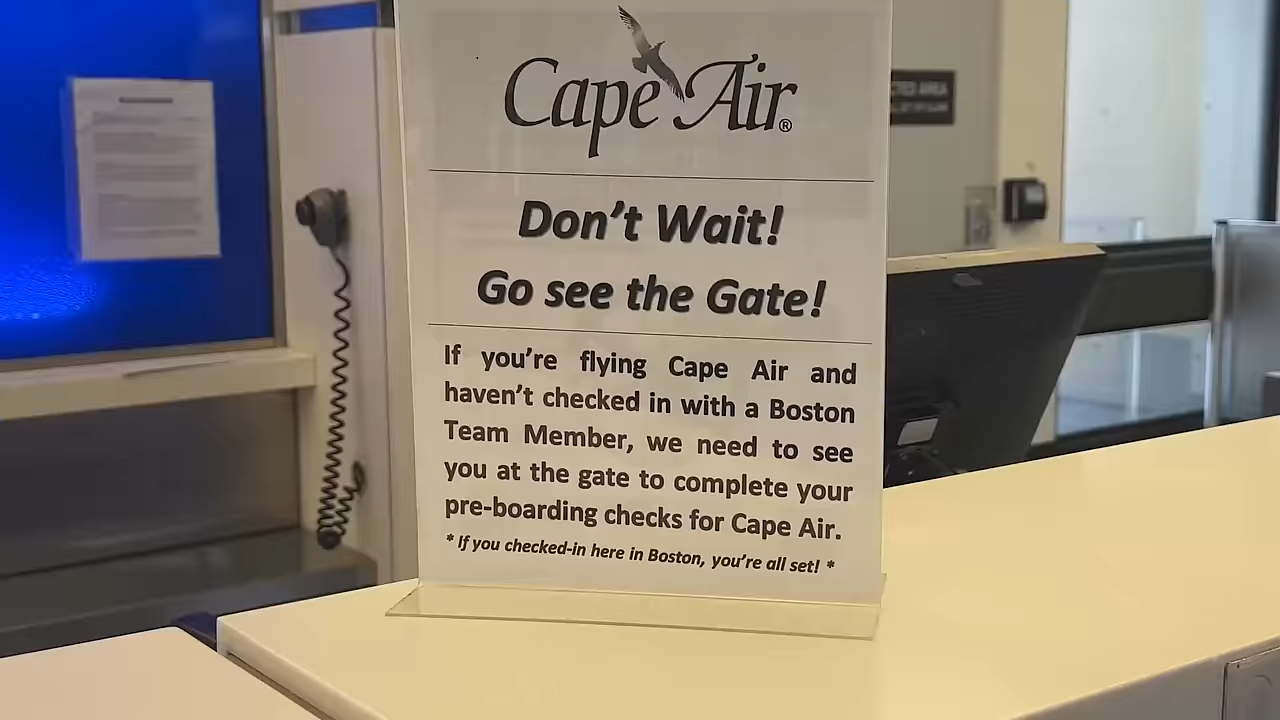 Cape Air®
Don't Wait!
Go see the Gate!
If you're flying Cape Air and
haven't checked in with a Boston
Team Member, we need to see
you at the gate to complete your
pre-boarding checks for Cape Air.
* If you checked-in here in Boston, you're all set! *
AREA